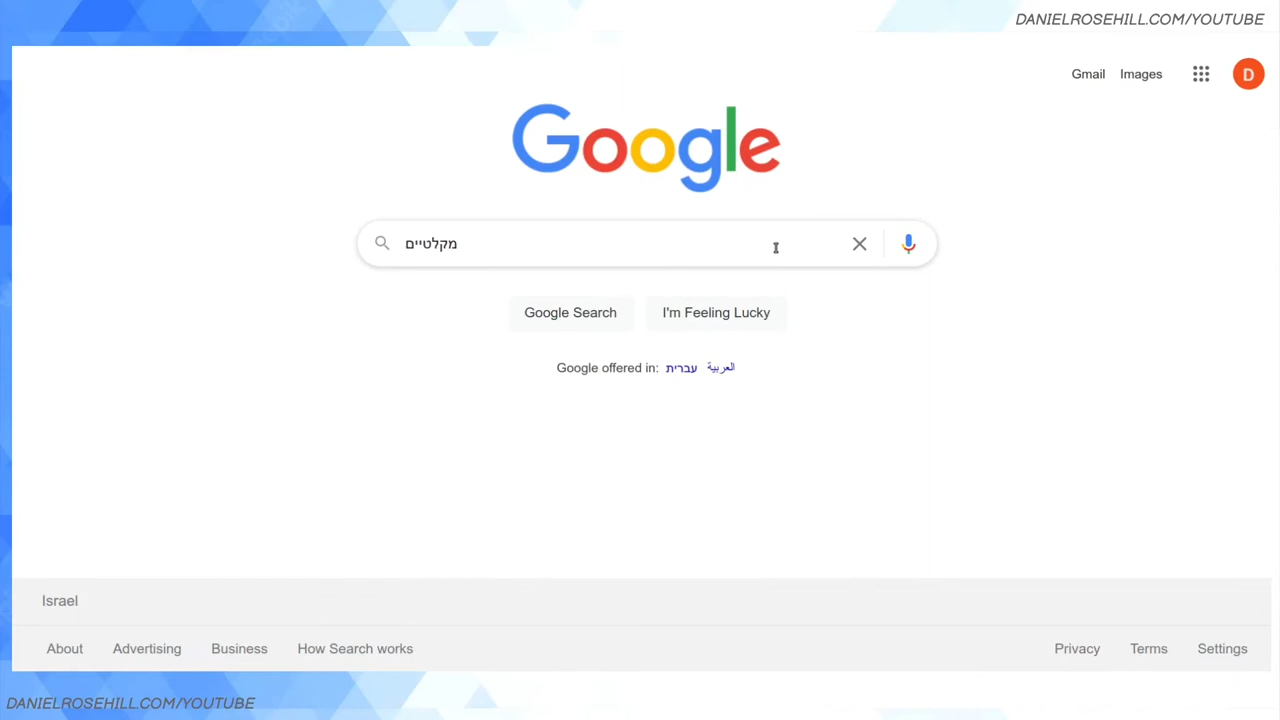 DANIELROSEHILL.COM/YOUTUBE
Gmail Images
D
Google
מקלטיים
Google Search I'm Feeling Lucky
Google offered in: עברית العربية
Israel
About Advertising Business How Search works Privacy Terms Settings
DANIELROSEHILL.COM/YOUTUBE